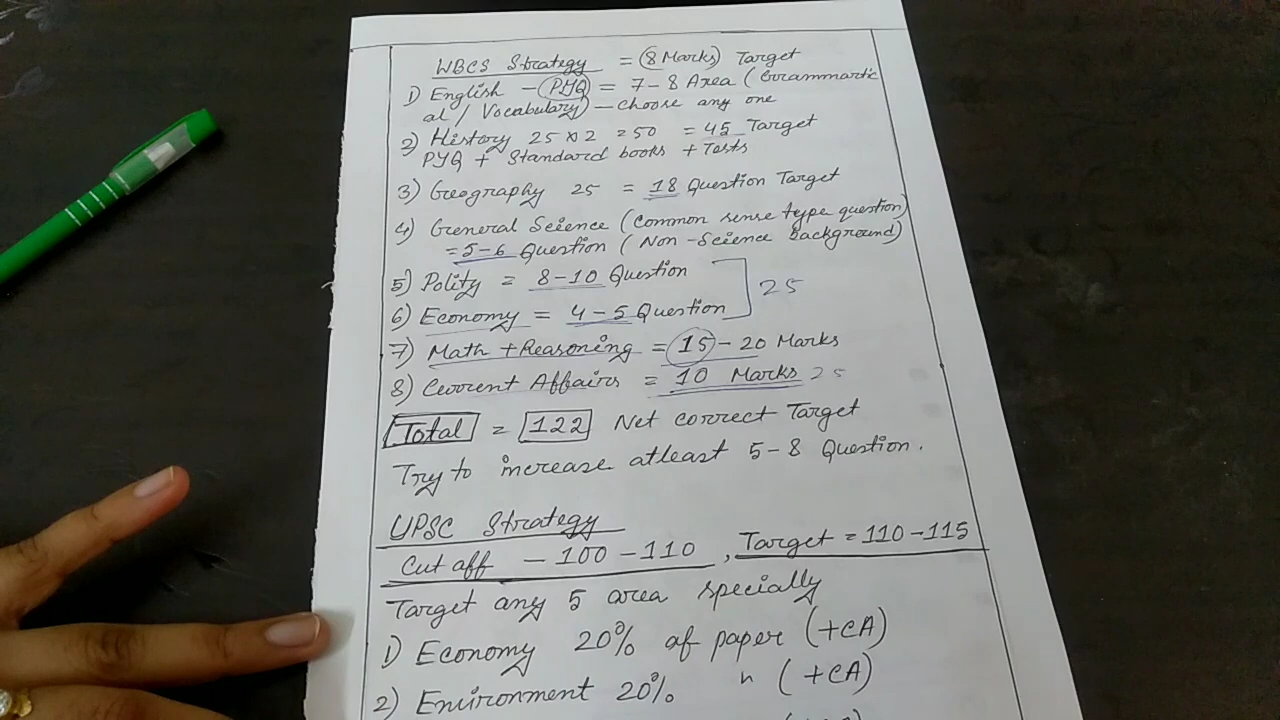 WBCS Strategy = (8 Marks) Target
1) English - (PYQ) = 7-8 Area (Grammartic
al / Vocabulary) - choose any one
2) History 25 x 2 = 50 = 45 Target
PYQ + Standard books + Tests
3) Geography 25 = 18 Question Target
4) General Science (Common sense type question)
= 5-6 Question (Non-Science background)
5) Polity = 8-10 Question
25
6) Economy = 4-5 Question
7) Math + Reasoning = 15-20 Marks
8) Current Affairs = 10 Marks 25
Total = 122 Net correct Target
Try to increase atleast 5-8 Question.
UPSC Strategy
Cut off - 100-110, Target = 110-115
Target any 5 area specially
1) Economy 20% of paper (+CA)
2) Environment 20% " (+CA)